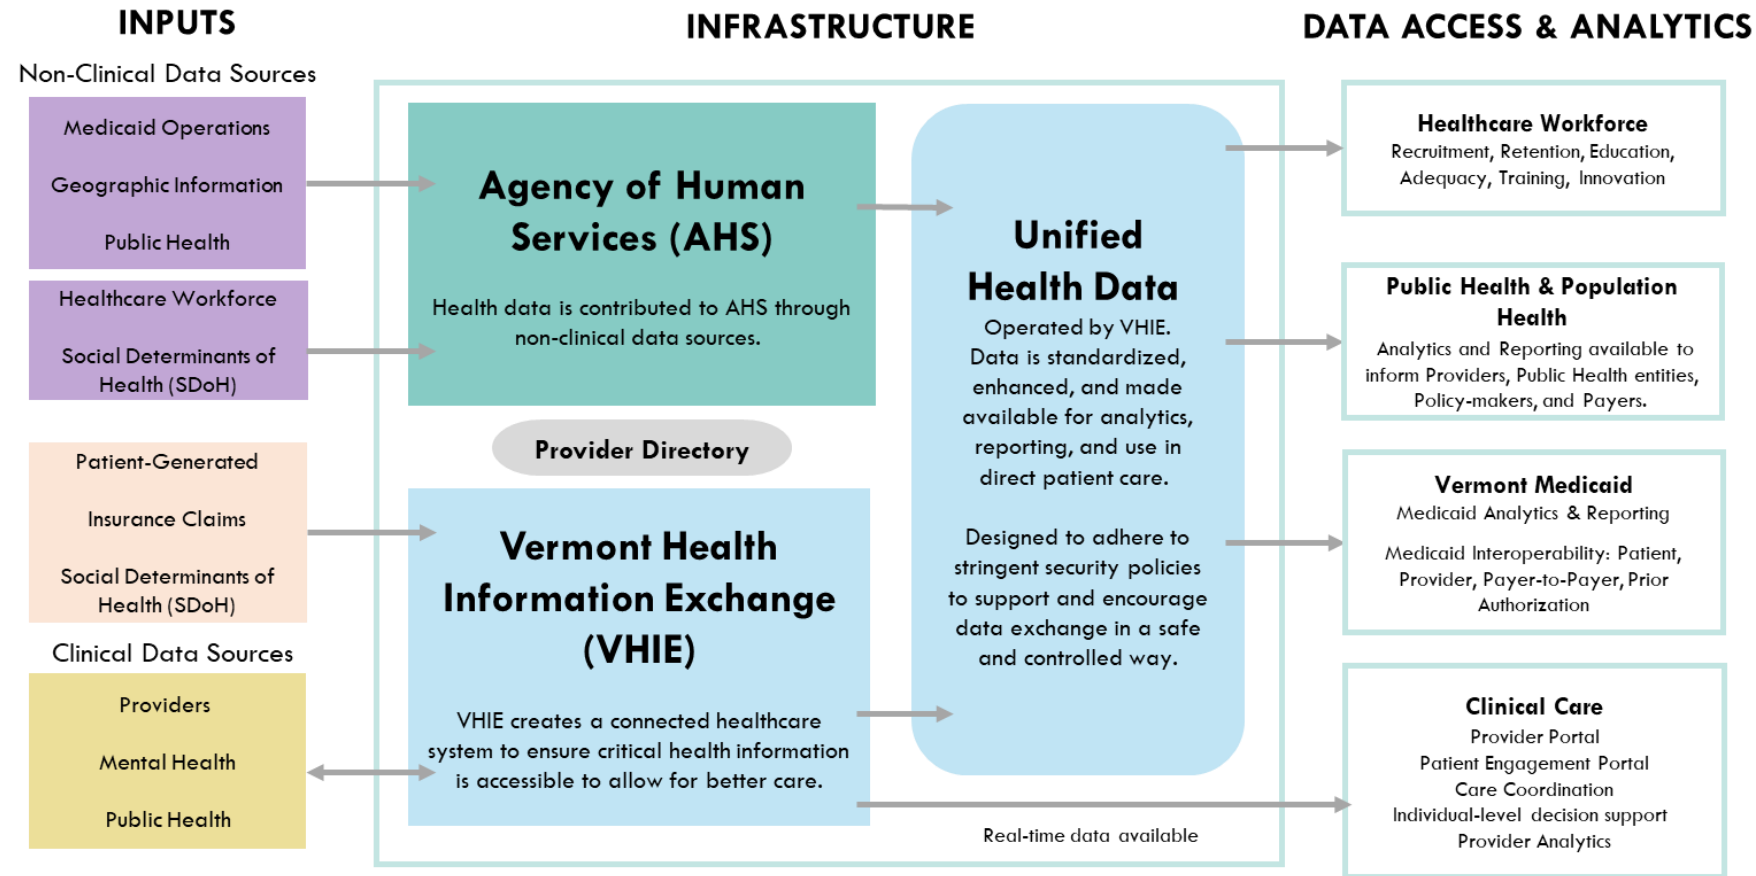 INPUTS
INFRASTRUCTURE
DATA ACCESS & ANALYTICS
Non-Clinical Data Sources
Medicaid Operations
Geographic Information
Public Health
Healthcare Workforce
Social Determinants of
Health (SDoH)
Patient-Generated
Insurance Claims
Social Determinants of
Health (SDoH)
Clinical Data Sources
Providers
Mental Health
Public Health
Agency of Human
Services (AHS)
Health data is contributed to AHS through
non-clinical data sources.
Provider Directory
Vermont Health
Information Exchange
(VHIE)
VHIE creates a connected healthcare
system to ensure critical health information
is accessible to allow for better care.
Unified
Health Data
Operated by VHIE.
Data is standardized,
enhanced, and made
available for analytics,
reporting, and use in
direct patient care.
Designed to adhere to
stringent security policies
to support and encourage
data exchange in a safe
and controlled way.
Real-time data available
Healthcare Workforce
Recruitment, Retention, Education,
Adequacy, Training, Innovation
Public Health & Population
Health
Analytics and Reporting available to
inform Providers, Public Health entities,
Policy-makers, and Payers.
Vermont Medicaid
Medicaid Analytics & Reporting
Medicaid Interoperability: Patient,
Provider, Payer-to-Payer, Prior
Authorization
Clinical Care
Provider Portal
Patient Engagement Portal
Care Coordination
Individual-level decision support
Provider Analytics